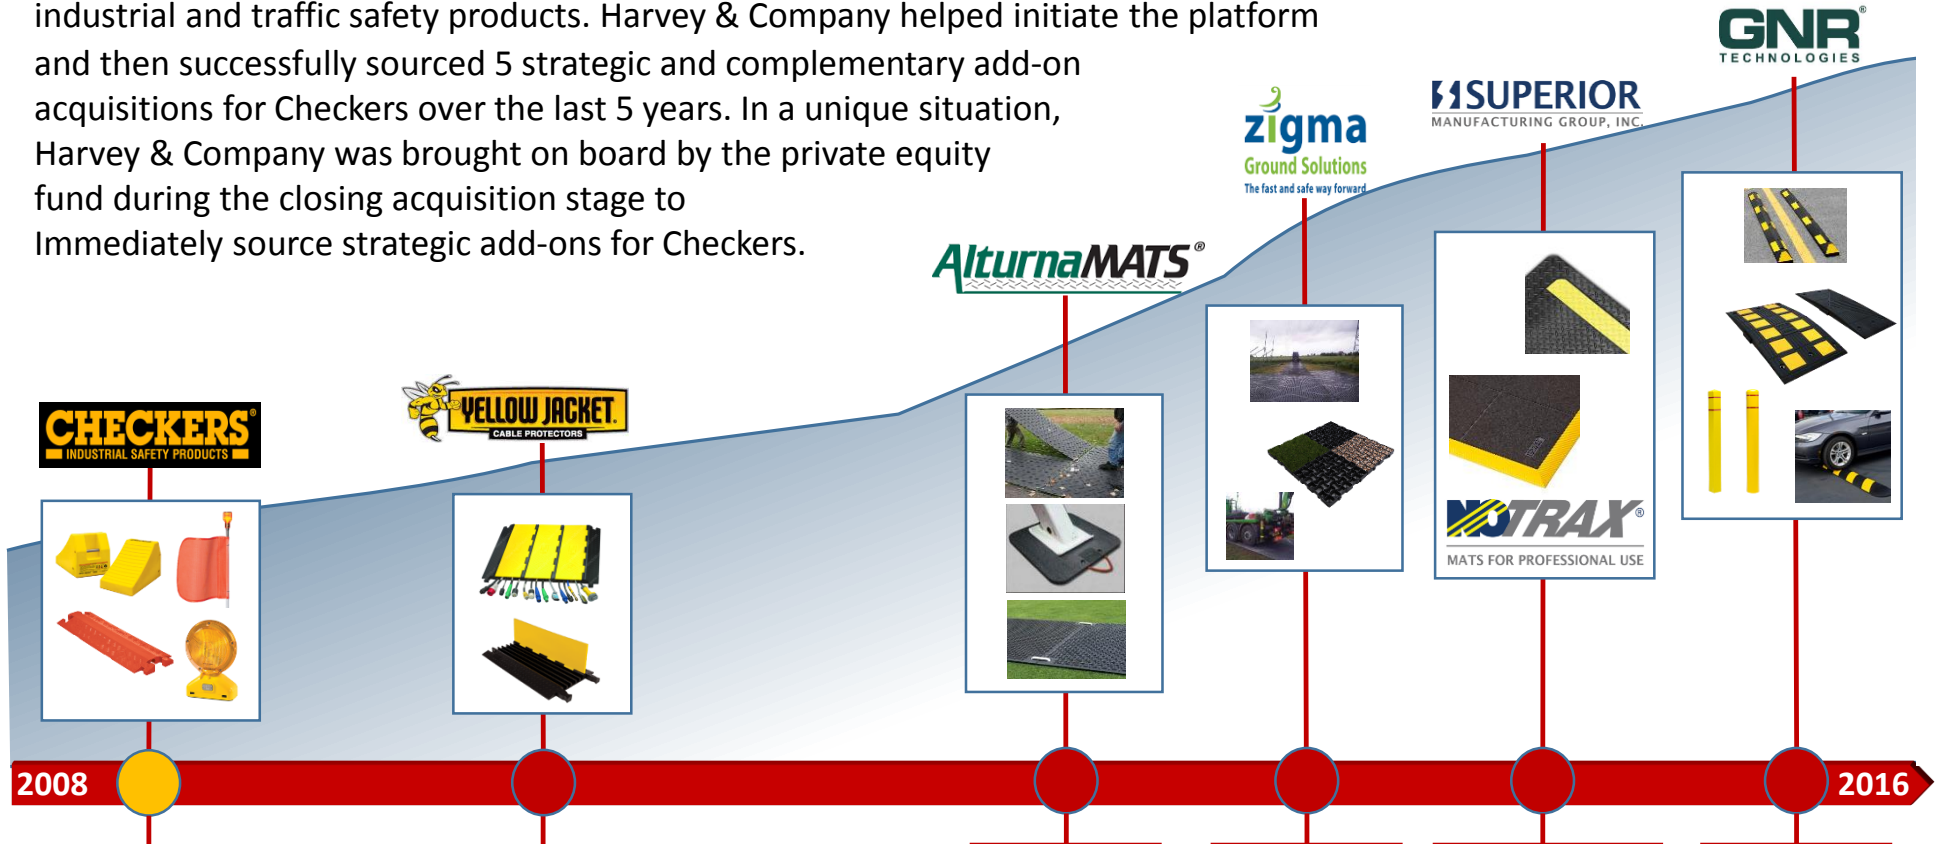 industrial and traffic safety products. Harvey & Company helped initiate the platform
and then successfully sourced 5 strategic and complementary add-on
acquisitions for Checkers over the last 5 years. In a unique situation,
Harvey & Company was brought on board by the private equity
fund during the closing acquisition stage to
Immediately source strategic add-ons for Checkers.
GNR®
TECHNOLOGIES
SUPERIOR
MANUFACTURING GROUP, INC.
zigma
Ground Solutions
The fast and safe way forward
AlturnaMATS®
YELLOW JACKET.
CABLE PROTECTORS
CHECKERS®
INDUSTRIAL SAFETY PRODUCTS
NOTRAX®
MATS FOR PROFESSIONAL USE
2008
2016